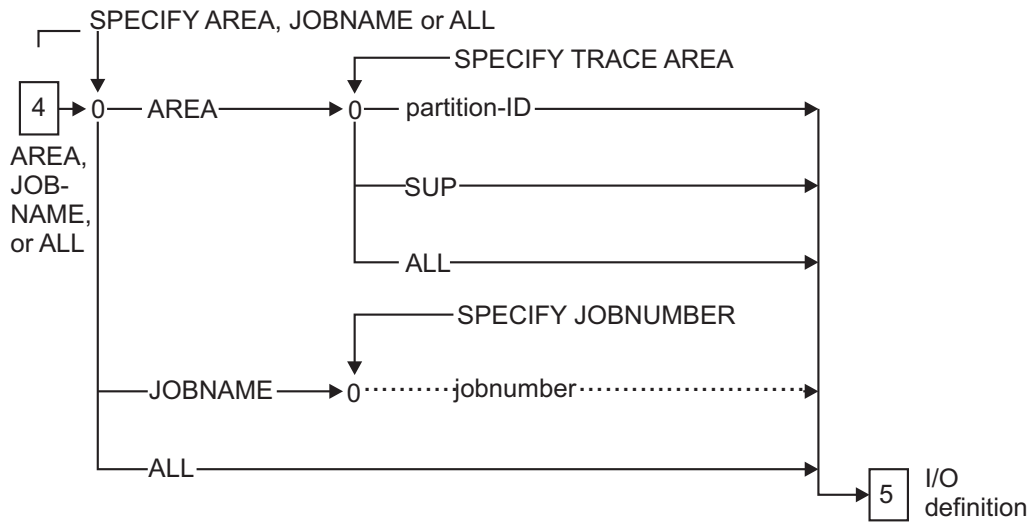 SPECIFY AREA, JOBNAME or ALL
SPECIFY TRACE AREA
4
0
AREA
0
partition-ID
AREA,
JOB-
NAME,
or ALL
SUP
ALL
SPECIFY JOBNUMBER
JOBNAME
0
jobnumber
ALL
5
I/O
definition